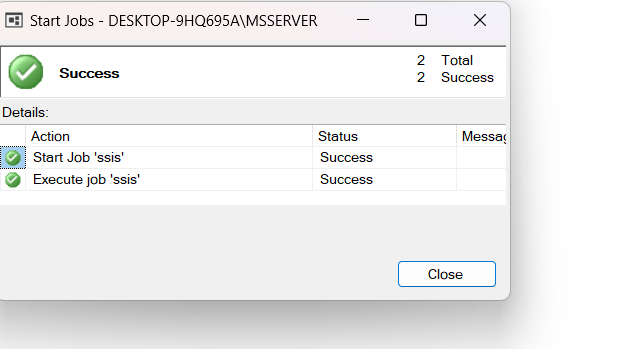 Start Jobs - DESKTOP-9HQ695A\MSSERVER
Success
2 Total
2 Success
Details:
Action Status Messag
Start Job 'ssis' Success
Execute job 'ssis' Success
Close